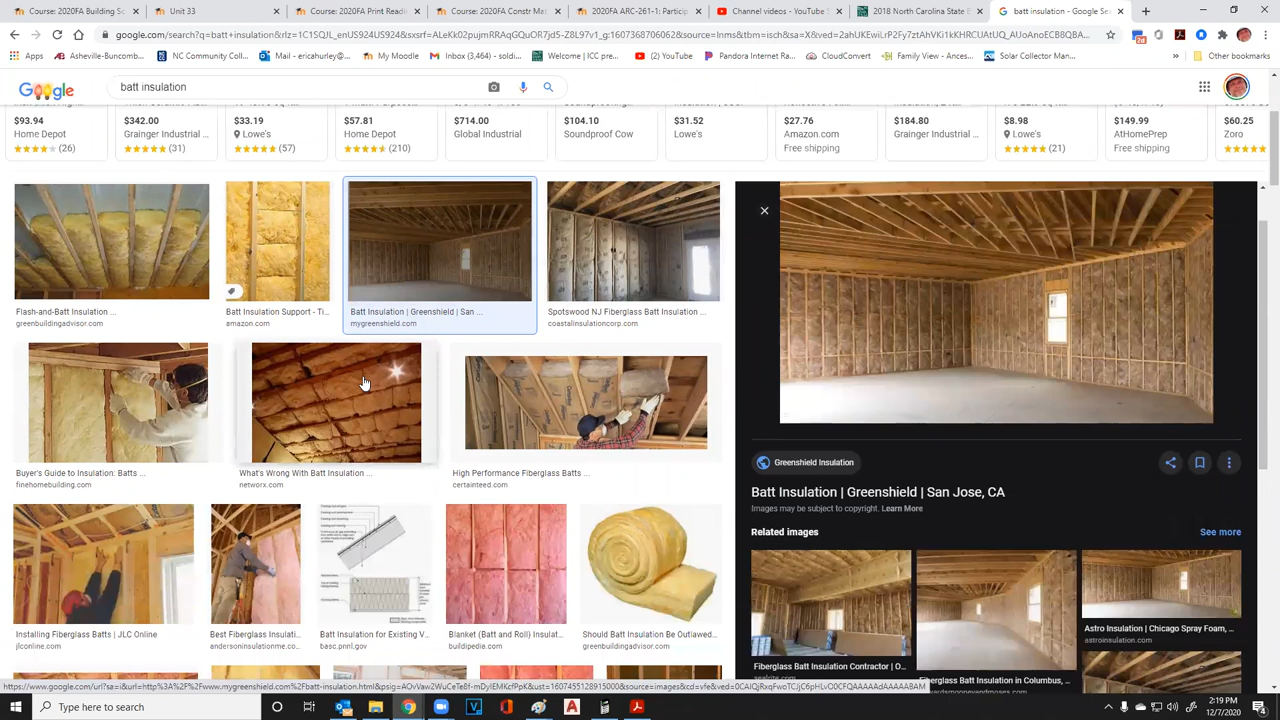 2020FA Building Sc
Unit 33
Course: 2020FA Print Readin
Course: 2020FA Constr Ma
2020FA ARC-261-1: Particip
Channel videos - YouTube
2018 North Carolina State B
batt insulation
google.com/search?q=batt+insulation&
Apps
Asheville-Buncomb...
NC Community Coll...
Mail - ericahurley@...
My Moodle
Inbox (3,464) - soldi...
Welcome | ICC pre...
(2) YouTube
Pandora Internet Ra...
Family View - Ances...
CloudConvert
Solar Collector Man...
Other bookmarks
batt insulation
$93.94
$342.00
$33.19
$57.81
$714.00
$104.10
$31.52
$27.76
$184.80
$8.98
$149.99
$60.25
Home Depot
Grainger Industrial ...
Lowe's
Home Depot
Global Industrial
Soundproof Cow
Lowe's
Amazon.com
Grainger Industrial ...
Lowe's
AtHomePrep
Zoro
(26)
(31)
(57)
(210)
Free shipping
(21)
Free shipping
Flash-and-Batt Insulation ...
greenbuildingadvisor.com
Batt Insulation Support - Ti...
amazon.com
Batt Insulation | Greenshield | San ...
mygreenshield.com
Spotswood NJ Fiberglass Batt Insulation ...
coastalinsulationcorp.com
Buyer's Guide to Insulation: Batts ...
finehomebuilding.com
What's Wrong With Batt Insulation ...
networx.com
High Performance Fiberglass Batts ...
certainteed.com
Greenshield Insulation
Batt Insulation | Greenshield | San Jose, CA
Images may be subject to copyright. Learn More
Related images
See more
Installing Fiberglass Batts | JLC Online
jlconline.com
Best Fiberglass Insulati...
andersoninsulationme.co...
Batt Insulation for Existing V...
basc.pnnl.gov
Blanket (Batt and Roll) Insulat...
buildipedia.com
Should Batt Insulation Be Outlawed...
greenbuildingadvisor.com
Astro Insulation | Chicago Spray Foam, ...
astroinsulation.com
Fiberglass Batt Insulation Contractor | O...
Fiberglass Batt Insulation in Columbus, ...
Type here to search
2:19 PM
12/7/2020